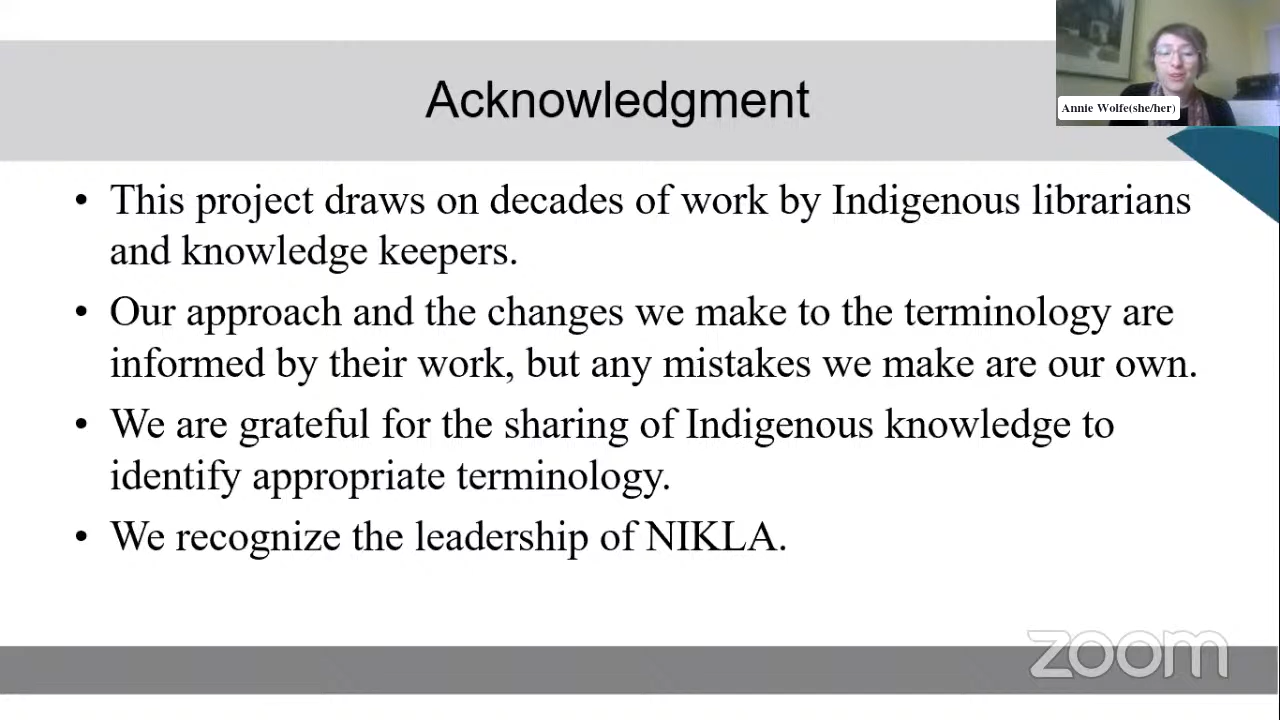 Acknowledgment
Annie Wolfe(she/her)
• This project draws on decades of work by Indigenous librarians
and knowledge keepers.
• Our approach and the changes we make to the terminology are
informed by their work, but any mistakes we make are our own.
• We are grateful for the sharing of Indigenous knowledge to
identify appropriate terminology.
• We recognize the leadership of NIKLA.
zoom